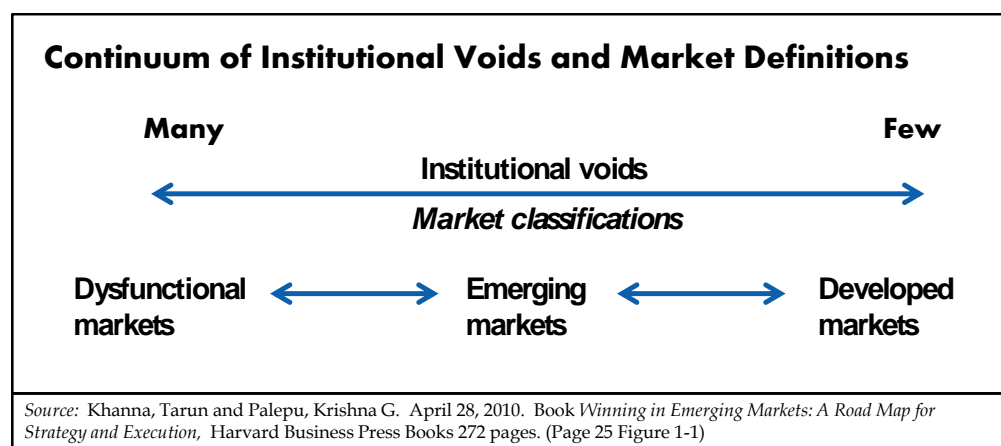 Continuum of Institutional Voids and Market Definitions
Many Few
Institutional voids
Market classifications
Dysfunctional markets
Emerging markets
Developed markets
Source: Khanna, Tarun and Palepu, Krishna G. April 28, 2010. Book Winning in Emerging Markets: A Road Map for
Strategy and Execution, Harvard Business Press Books 272 pages. (Page 25 Figure 1-1)